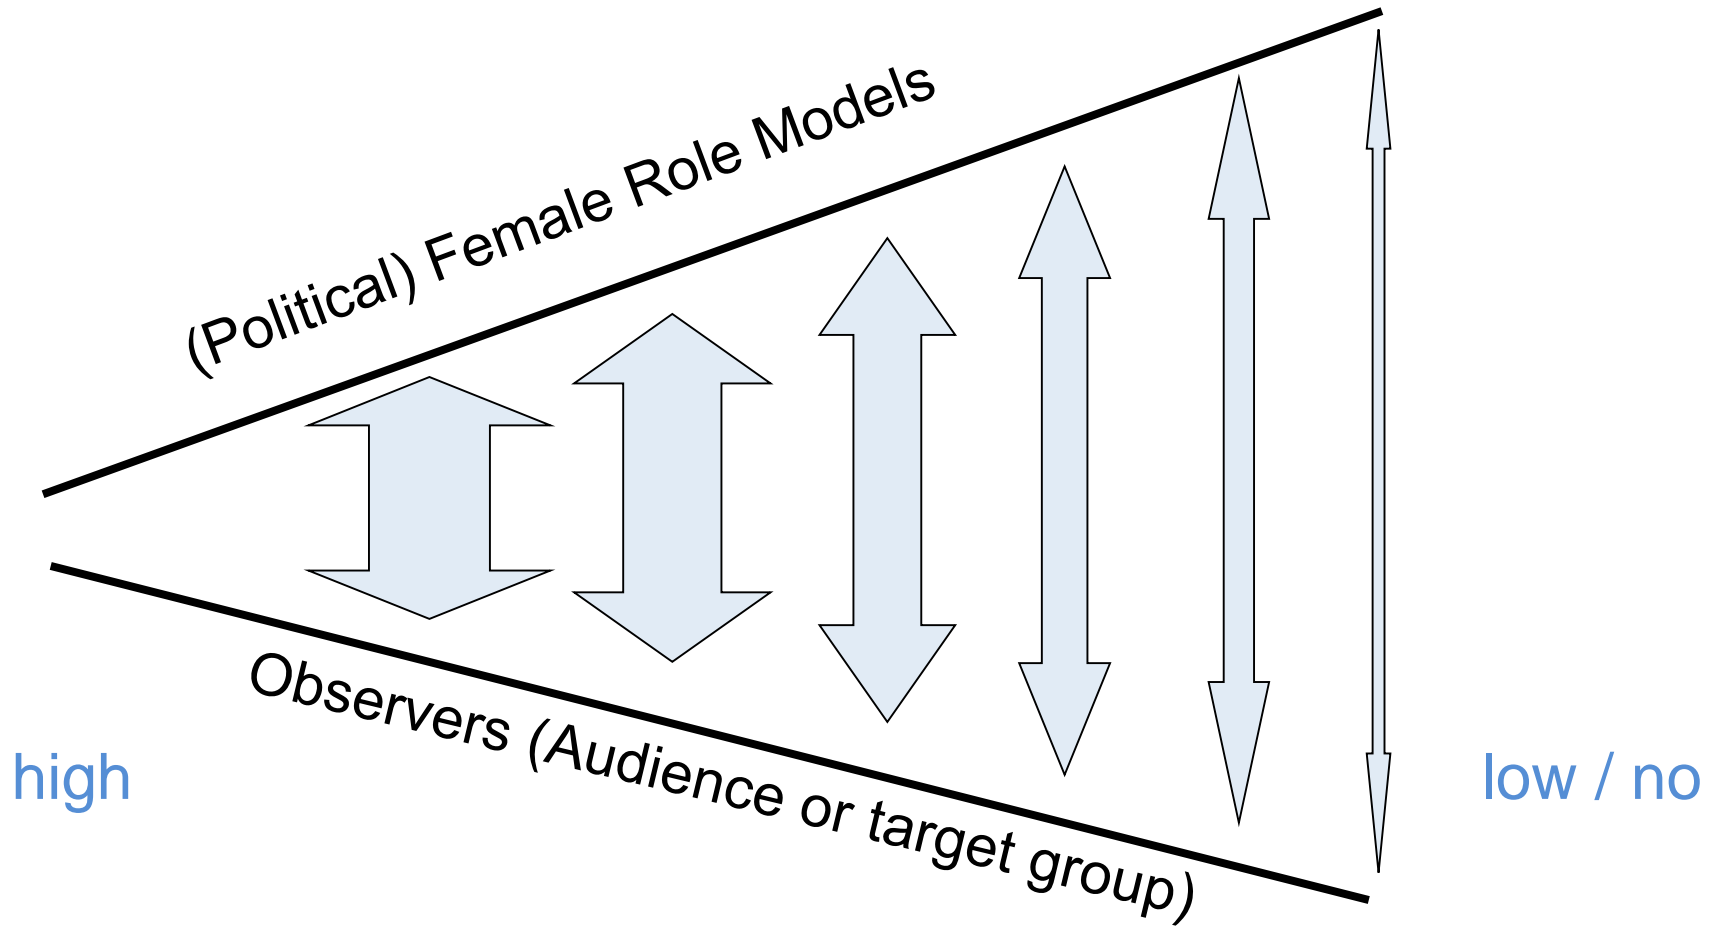 (Political) Female Role Models
Observers (Audience or target group)
high
low / no